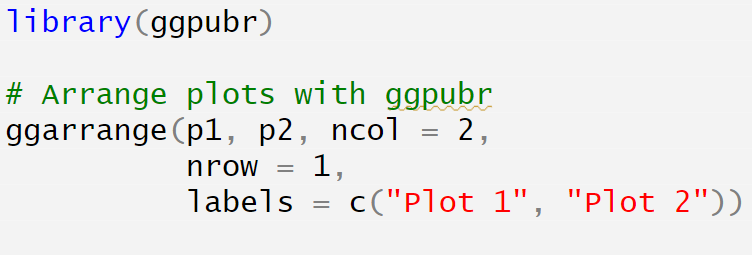 library(ggpubr)
# Arrange plots with ggpubr
ggarrange(p1, p2, ncol = 2,
          nrow = 1,
          labels = c("Plot 1", "Plot 2"))